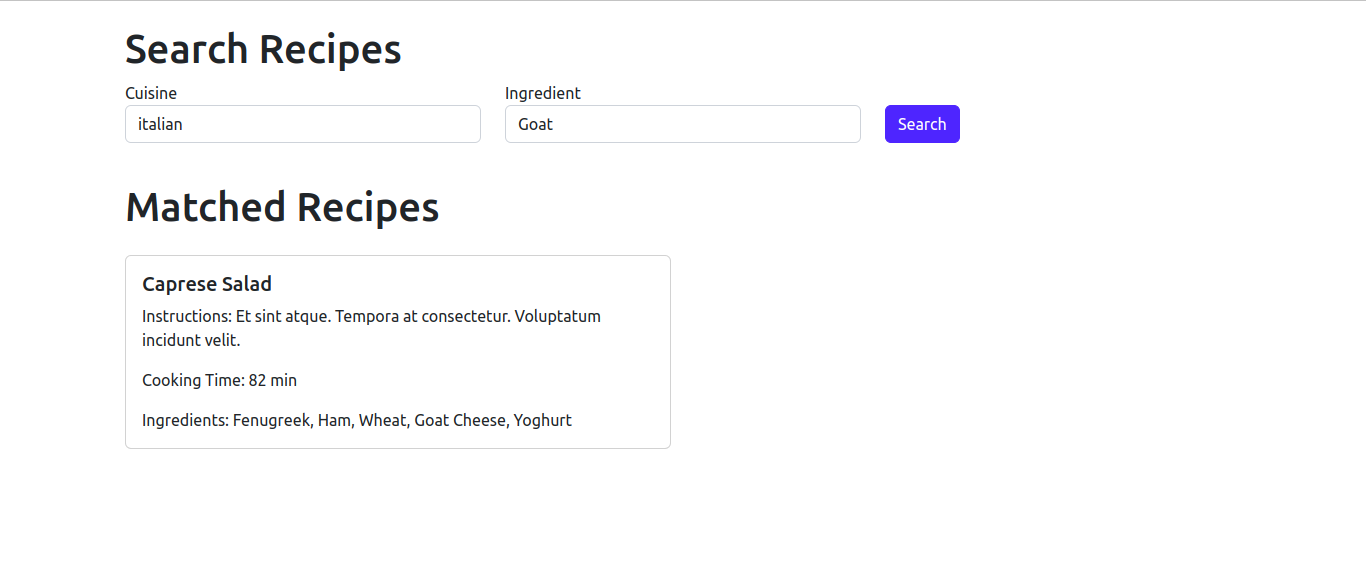 Search Recipes
Cuisine
Ingredient
italian
Goat
Search
Matched Recipes
Caprese Salad
Instructions: Et sint atque. Tempora at consectetur. Voluptatum
incidunt velit.
Cooking Time: 82 min
Ingredients: Fenugreek, Ham, Wheat, Goat Cheese, Yoghurt